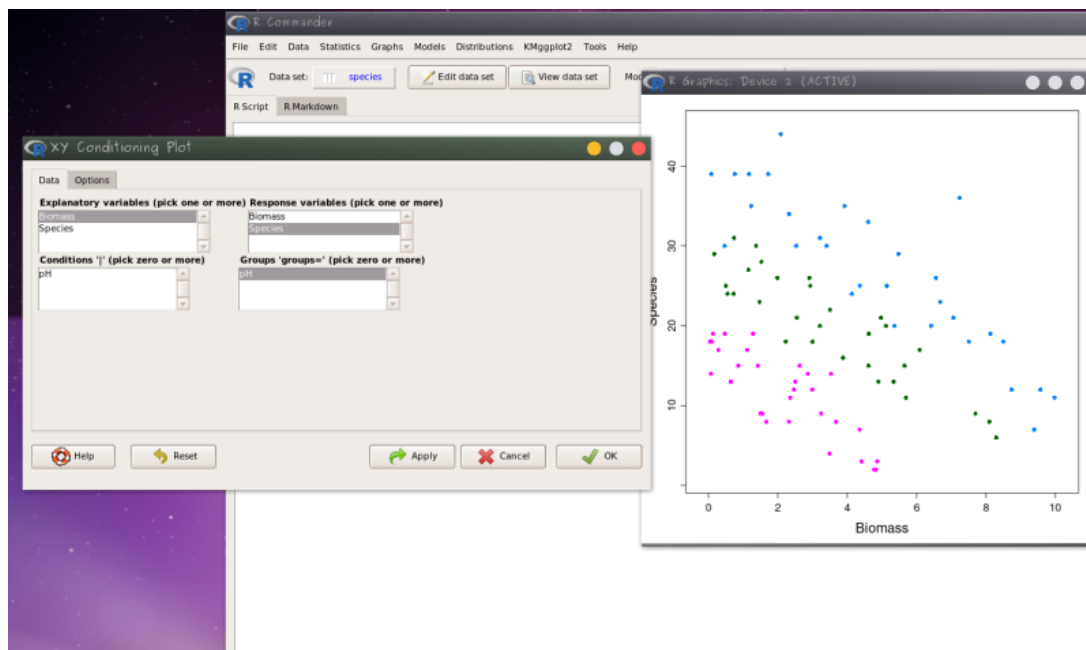 R Commander
File Edit Data Statistics Graphs Models Distributions KMggplot2 Tools Help
Data set: species Edit data set View data set
R Script R Markdown
XY Conditioning Plot
Data Options
Explanatory variables (pick one or more) Response variables (pick one or more)
Biomass Biomass
Species Species
Conditions '|' (pick zero or more) Groups 'groups=' (pick zero or more)
pH pH
Help Reset Apply Cancel OK
R Graphics: Device 2 (ACTIVE)
40
30
20
10
Species
0 2 4 6 8 10
Biomass